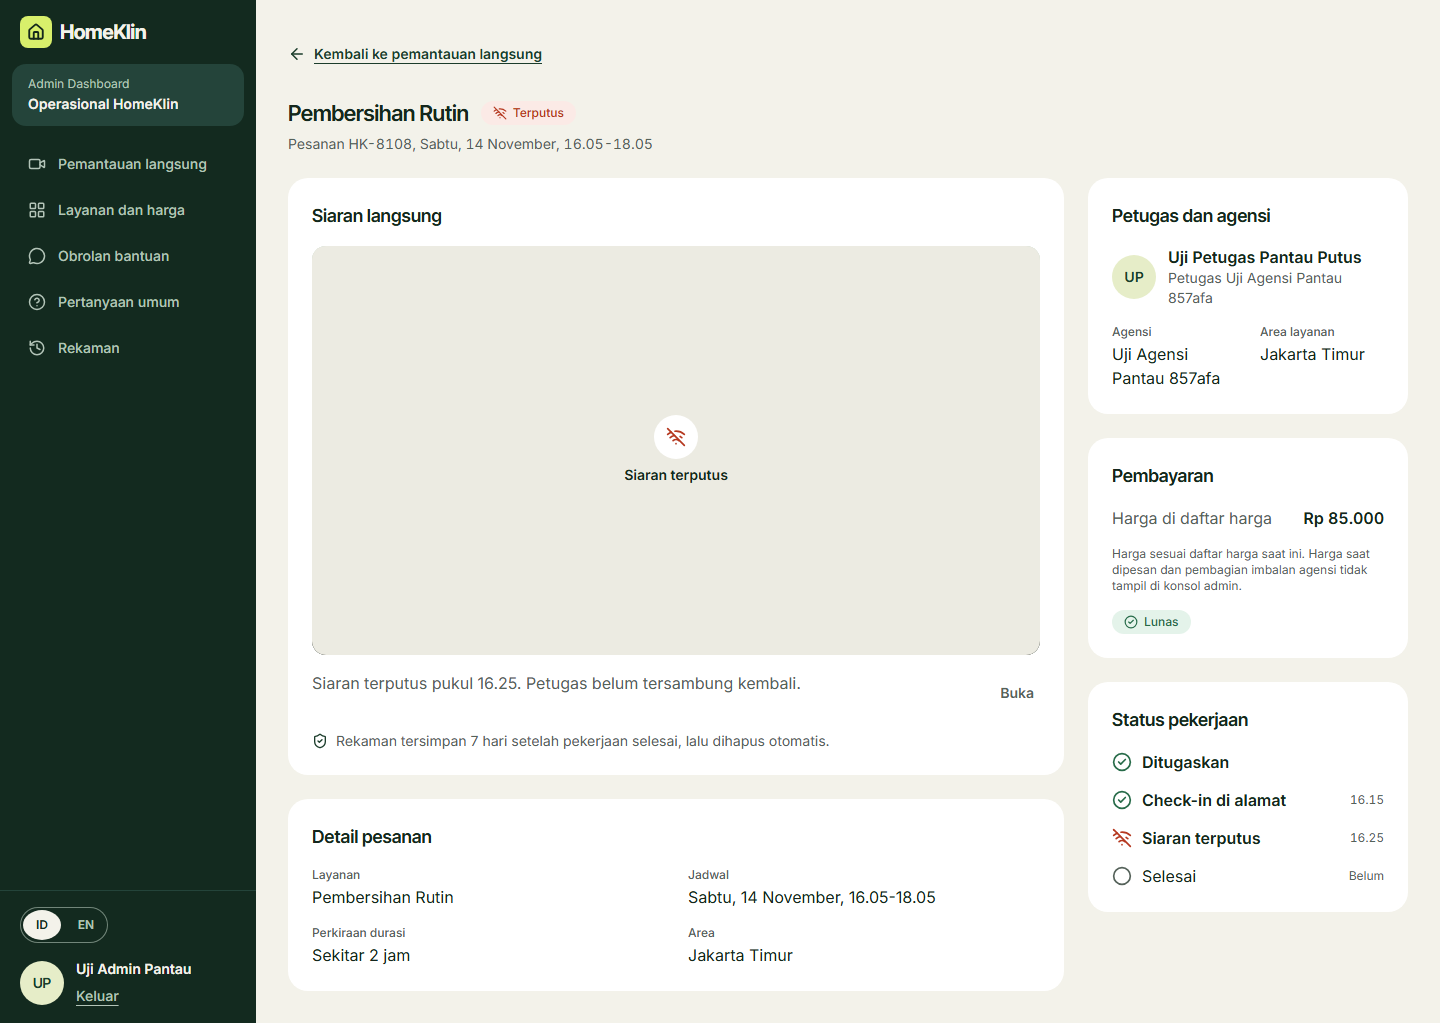 HomeKlin
Admin Dashboard
Operasional HomeKlin
Pemantauan langsung
Layanan dan harga
Obrolan bantuan
Pertanyaan umum
Rekaman
ID EN
UP
Uji Admin Pantau
Keluar
Kembali ke pemantauan langsung
Pembersihan Rutin
Terputus
Pesanan HK-8108, Sabtu, 14 November, 16.05-18.05
Siaran langsung
Siaran terputus
Siaran terputus pukul 16.25. Petugas belum tersambung kembali.
Buka
Rekaman tersimpan 7 hari setelah pekerjaan selesai, lalu dihapus otomatis.
Detail pesanan
Layanan
Pembersihan Rutin
Jadwal
Sabtu, 14 November, 16.05-18.05
Perkiraan durasi
Sekitar 2 jam
Area
Jakarta Timur
Petugas dan agensi
UP
Uji Petugas Pantau Putus
Petugas Uji Agensi Pantau
857afa
Agensi
Uji Agensi
Pantau 857afa
Area layanan
Jakarta Timur
Pembayaran
Harga di daftar harga Rp 85.000
Harga sesuai daftar harga saat ini. Harga saat
dipesan dan pembagian imbalan agensi tidak
tampil di konsol admin.
Lunas
Status pekerjaan
Ditugaskan
Check-in di alamat 16.15
Siaran terputus 16.25
Selesai Belum